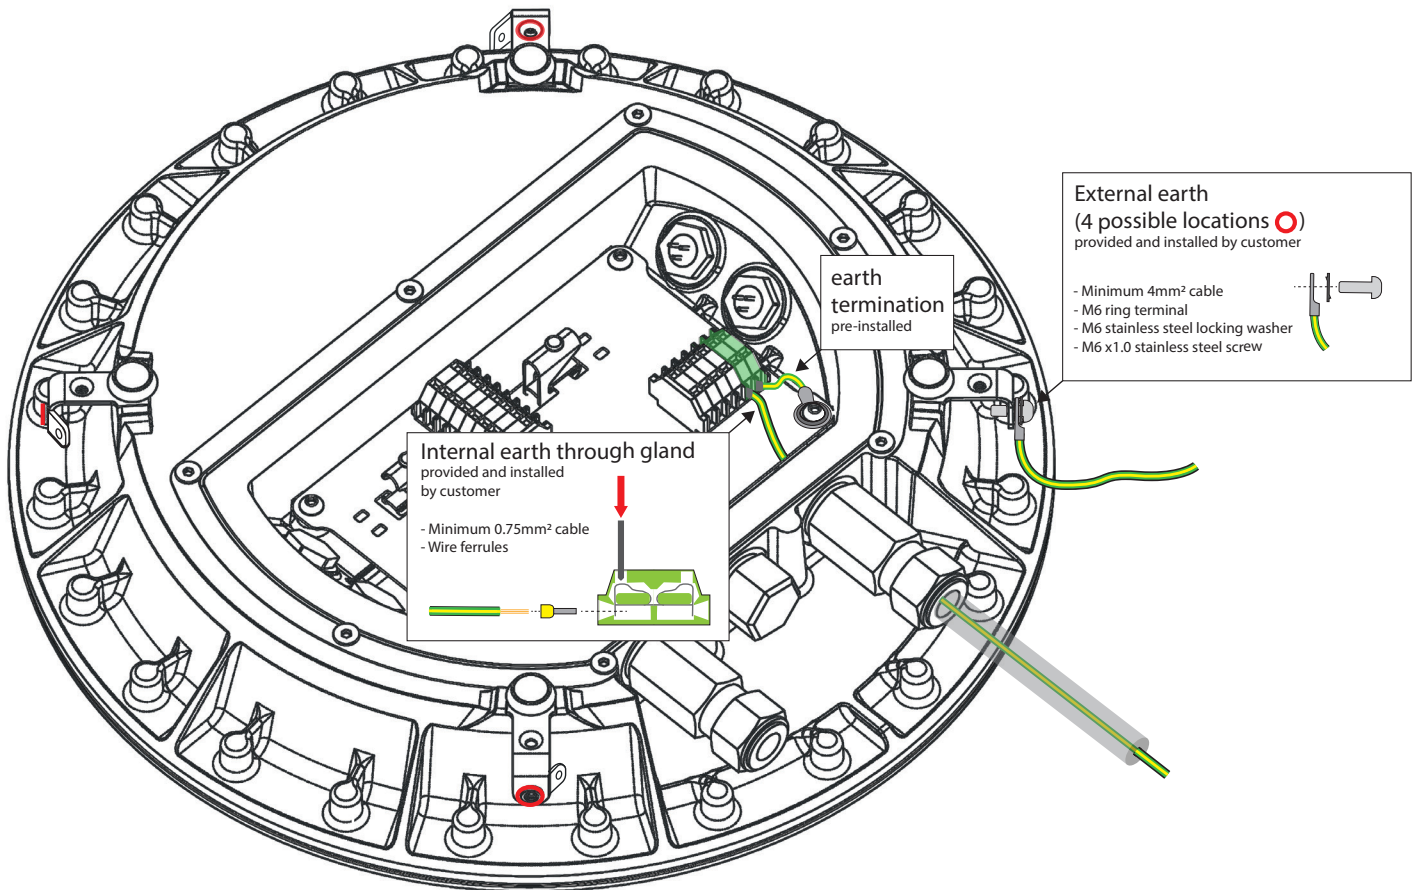 External earth
(4 possible locations )
provided and installed by customer
- Minimum 4mm² cable
- M6 ring terminal
- M6 stainless steel locking washer
- M6 x1.0 stainless steel screw
earth
termination
pre-installed
Internal earth through gland
provided and installed
by customer
- Minimum 0.75mm² cable
- Wire ferrules